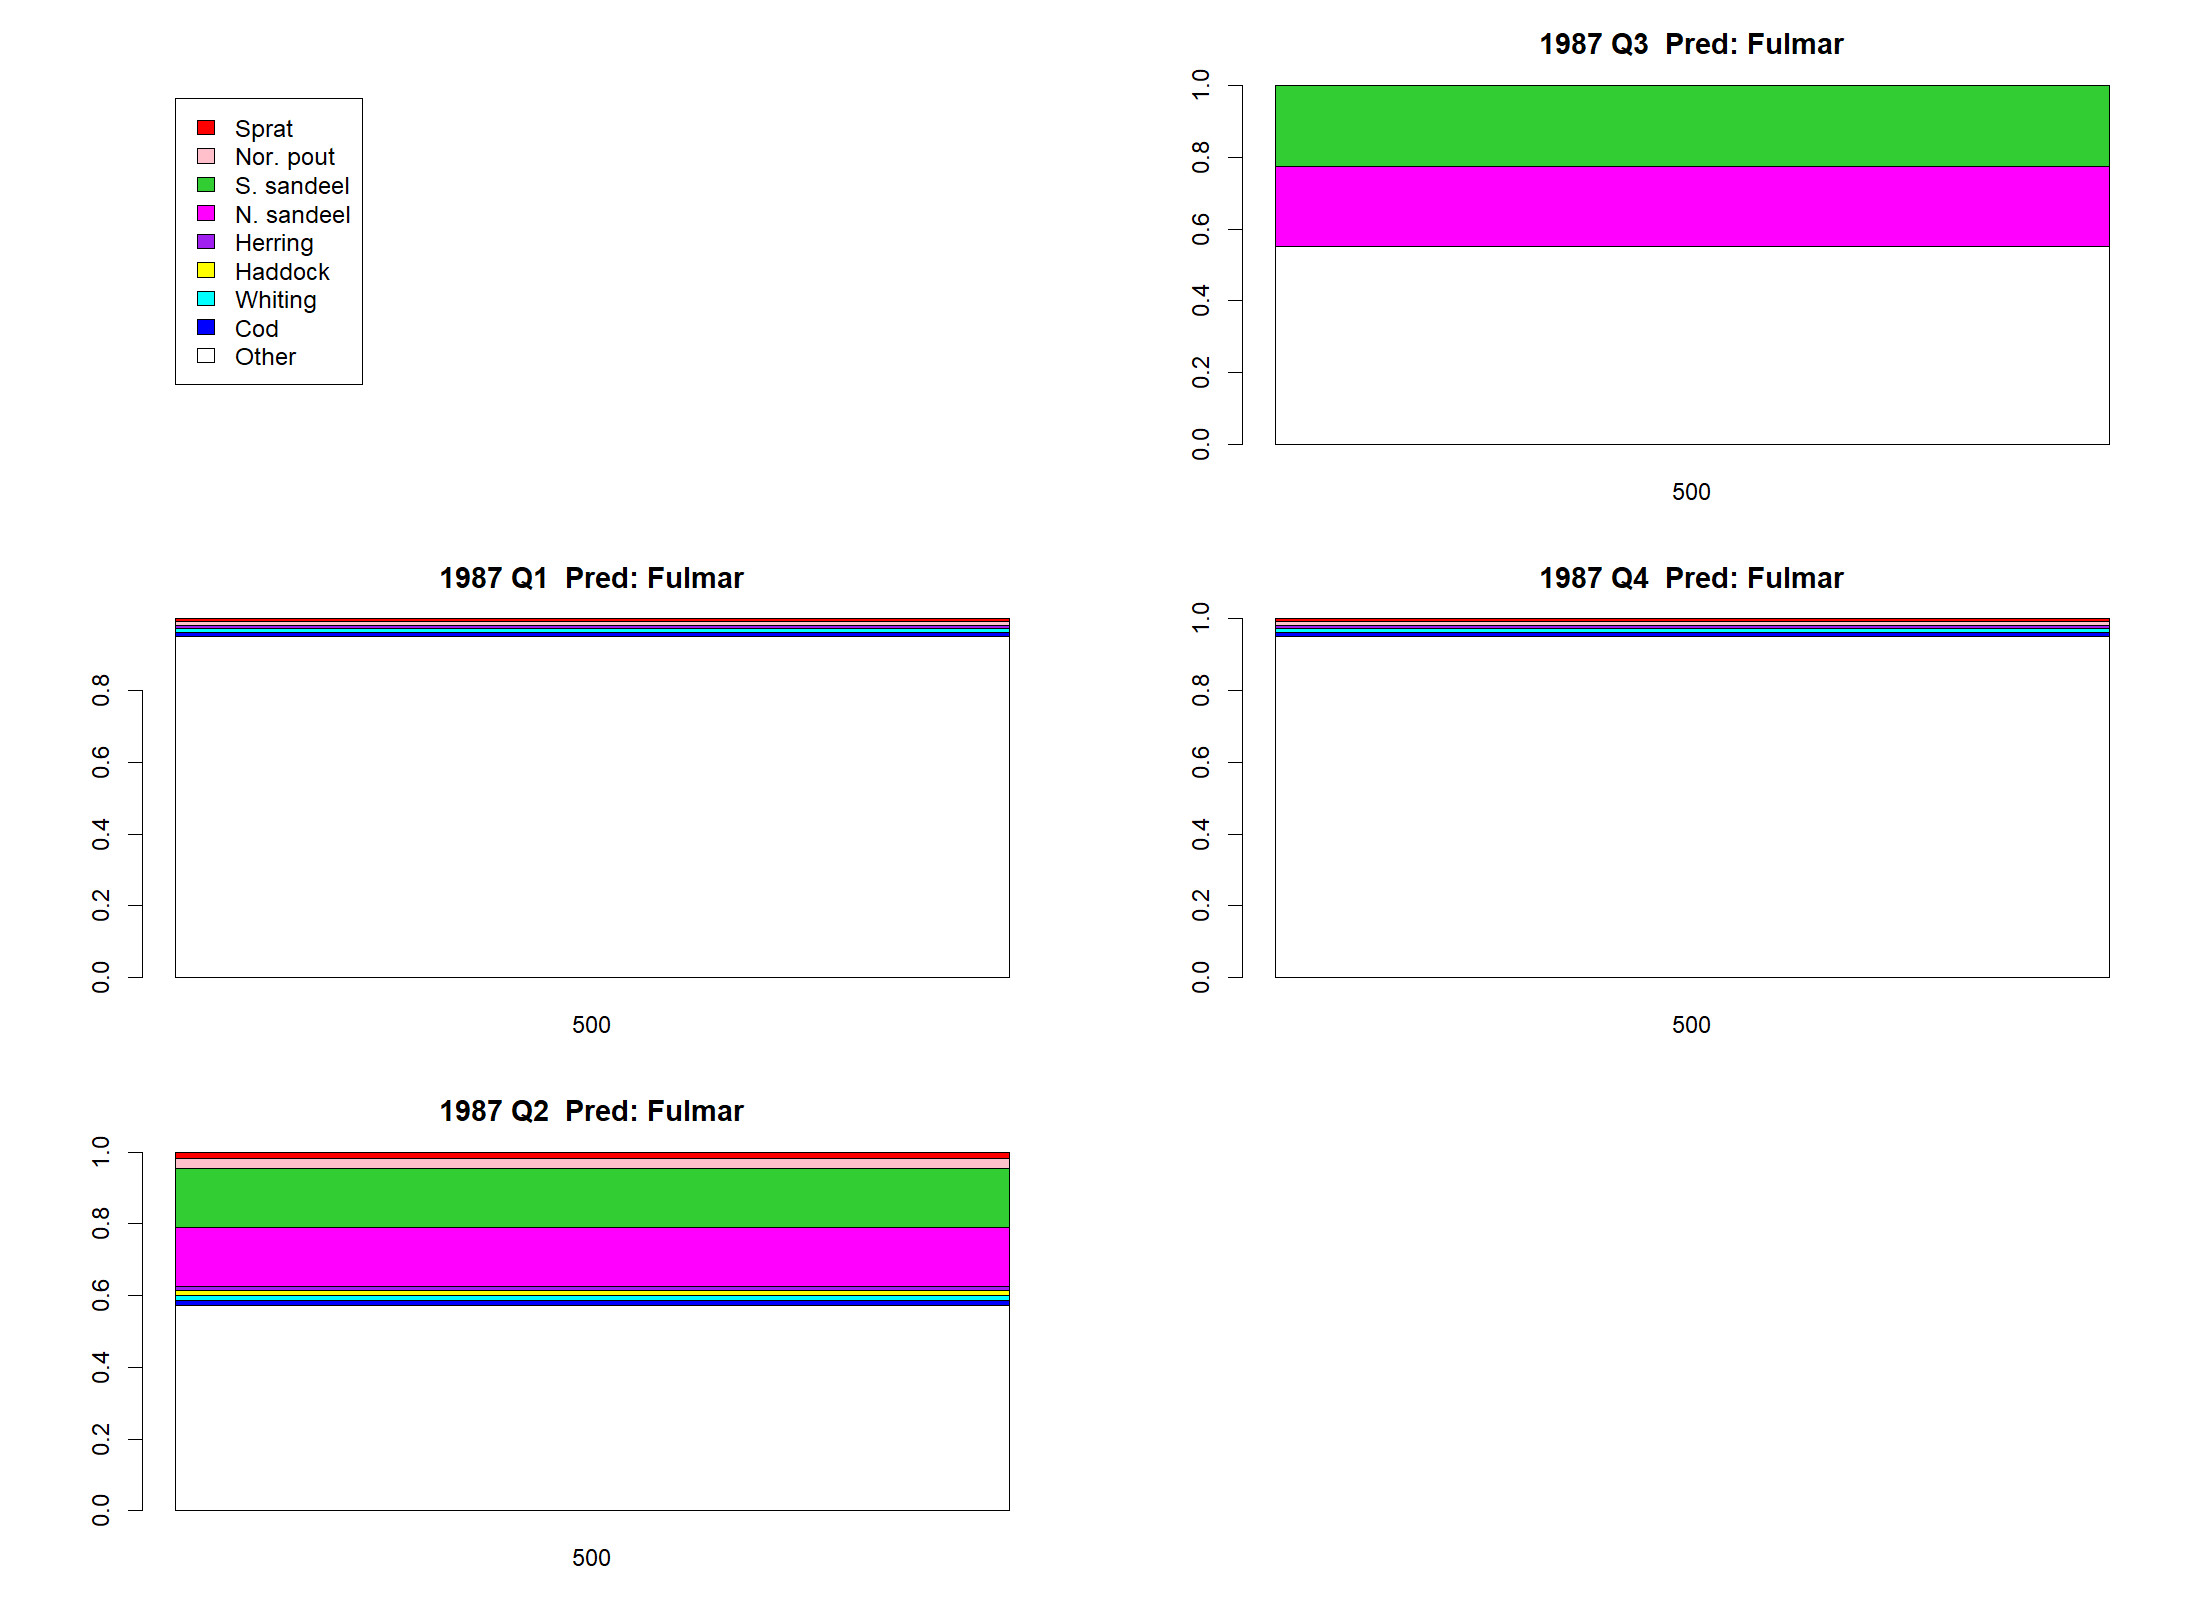 Sprat
Nor. pout
S. sandeel
N. sandeel
Herring
Haddock
Whiting
Cod
Other
1987 Q1  Pred: Fulmar
0.0 0.2 0.4 0.6 0.8
500
1987 Q2  Pred: Fulmar
0.0 0.2 0.4 0.6 0.8 1.0
500
1987 Q3  Pred: Fulmar
0.0 0.2 0.4 0.6 0.8 1.0
500
1987 Q4  Pred: Fulmar
0.0 0.2 0.4 0.6 0.8 1.0
500